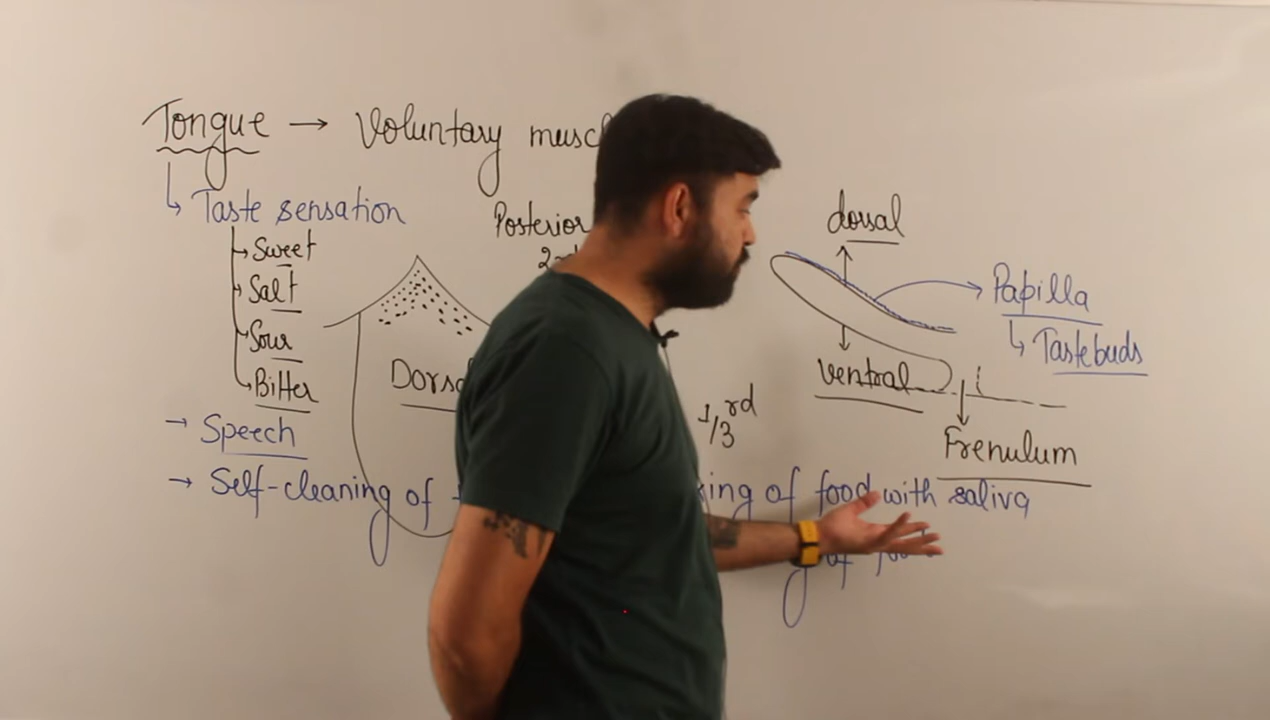 Tongue → Voluntary musc
↳ Taste sensation
Sweet
Salt
Sour
Bitter
→ Speech
→ Self-cleaning of
Posterior
Dors
1/3rd
dorsal
Papilla
↳ Tastebuds
Ventral
Frenulum
ing of food with saliva
of